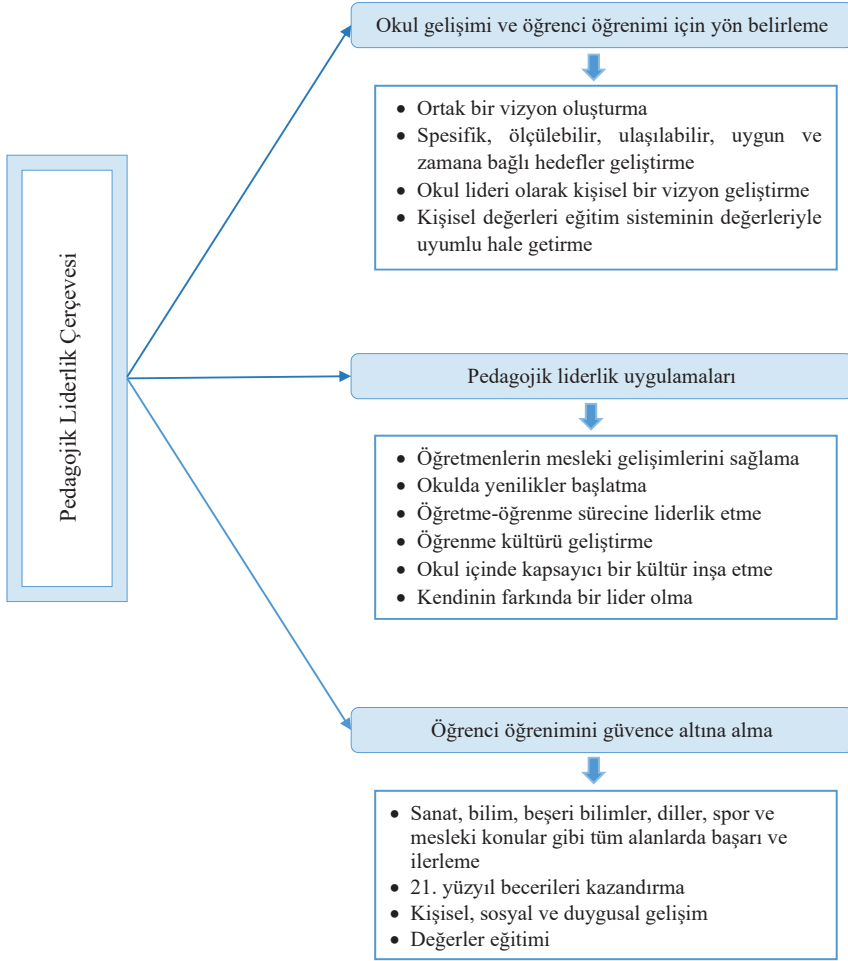 Pedagojik Liderlik Çerçevesi
Okul gelişimi ve öğrenci öğrenimi için yön belirleme
• Ortak bir vizyon oluşturma
• Spesifik, ölçülebilir, ulaşılabilir, uygun ve
zamana bağlı hedefler geliştirme
• Okul lideri olarak kişisel bir vizyon geliştirme
• Kişisel değerleri eğitim sisteminin değerleriyle
uyumlu hale getirme
Pedagojik liderlik uygulamaları
• Öğretmenlerin mesleki gelişimlerini sağlama
• Okulda yenilikler başlatma
• Öğretme-öğrenme sürecine liderlik etme
• Öğrenme kültürü geliştirme
• Okul içinde kapsayıcı bir kültür inşa etme
• Kendinin farkında bir lider olma
Öğrenci öğrenimini güvence altına alma
• Sanat, bilim, beşeri bilimler, diller, spor ve
mesleki konular gibi tüm alanlarda başarı ve
ilerleme
• 21. yüzyıl becerileri kazandırma
• Kişisel, sosyal ve duygusal gelişim
• Değerler eğitimi